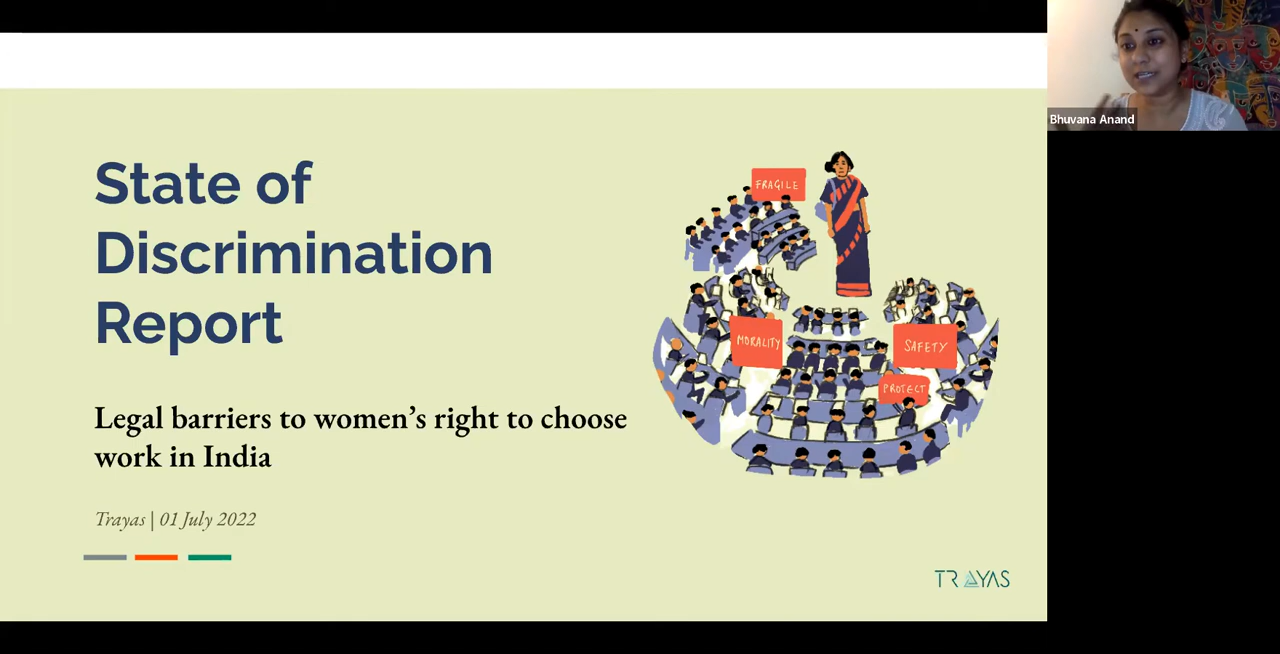 State of
Discrimination
Report
Legal barriers to women’s right to choose
work in India
Trayas | 01 July 2022
FRAGILE
MORALITY
SAFETY
PROTECT
TRAYAS
Bhuvana Anand